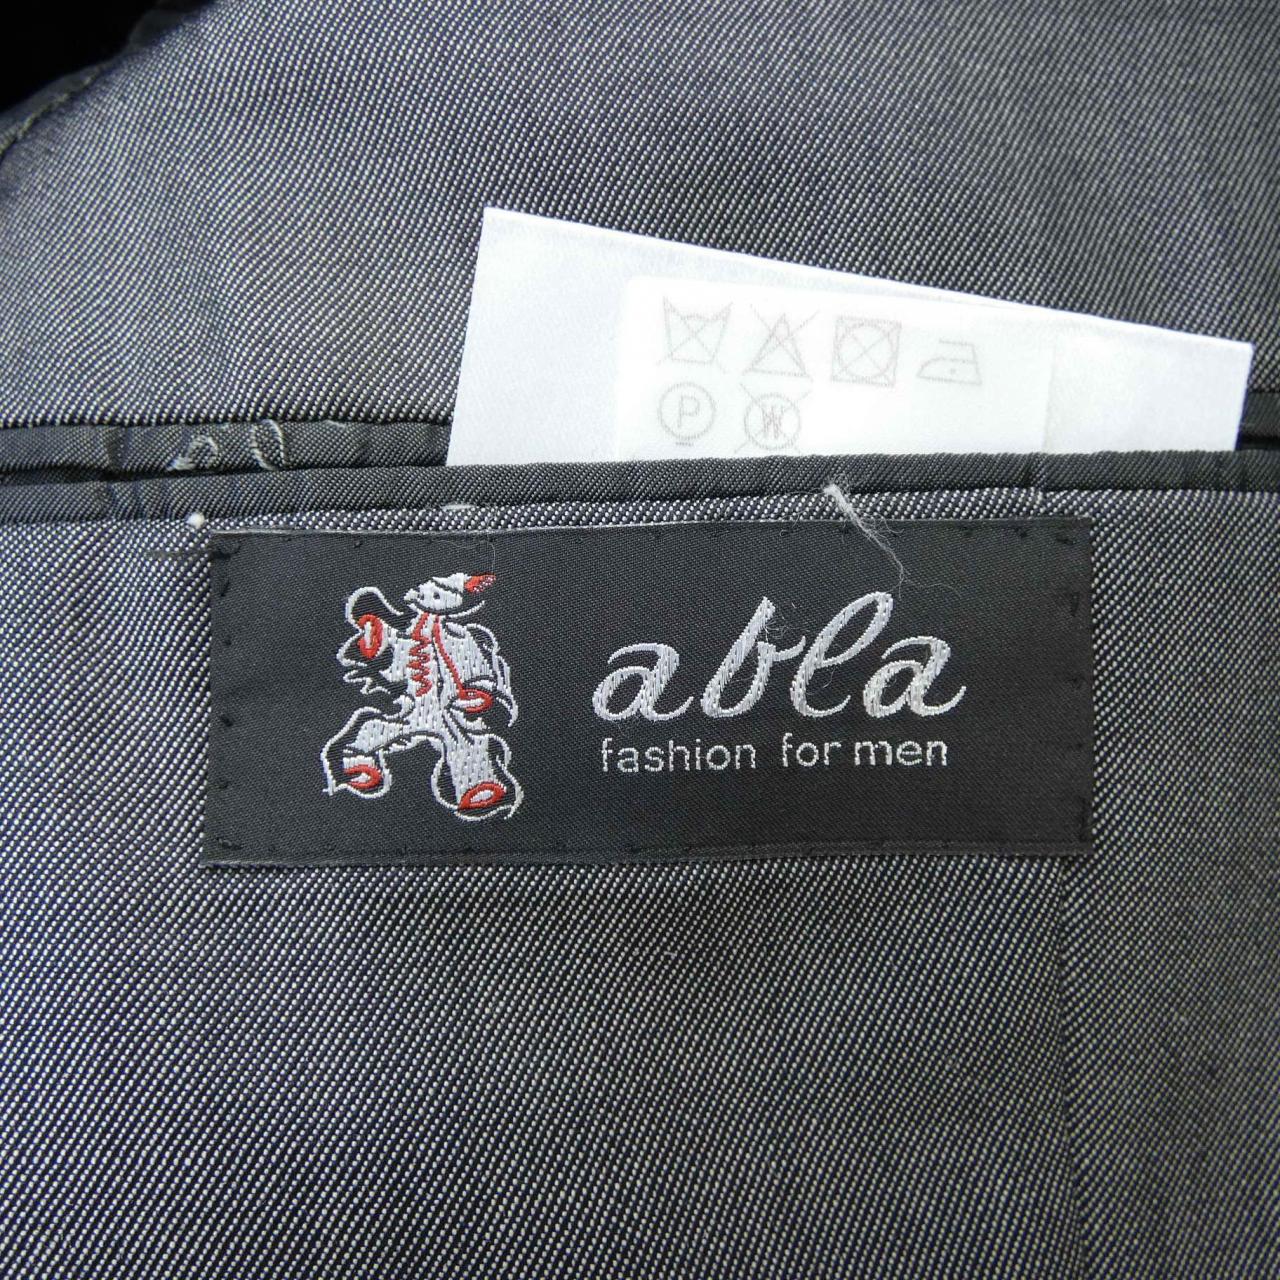 P
W
abla
fashion for men